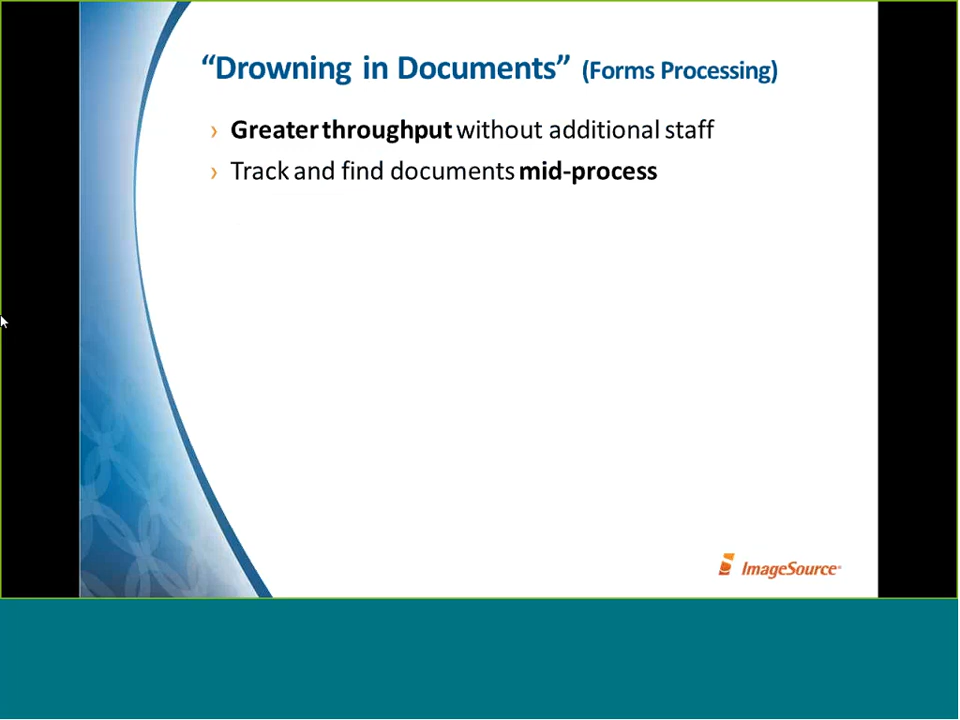 “Drowning in Documents” (Forms Processing)
› Greater throughput without additional staff
› Track and find documents mid-process
ImageSource®